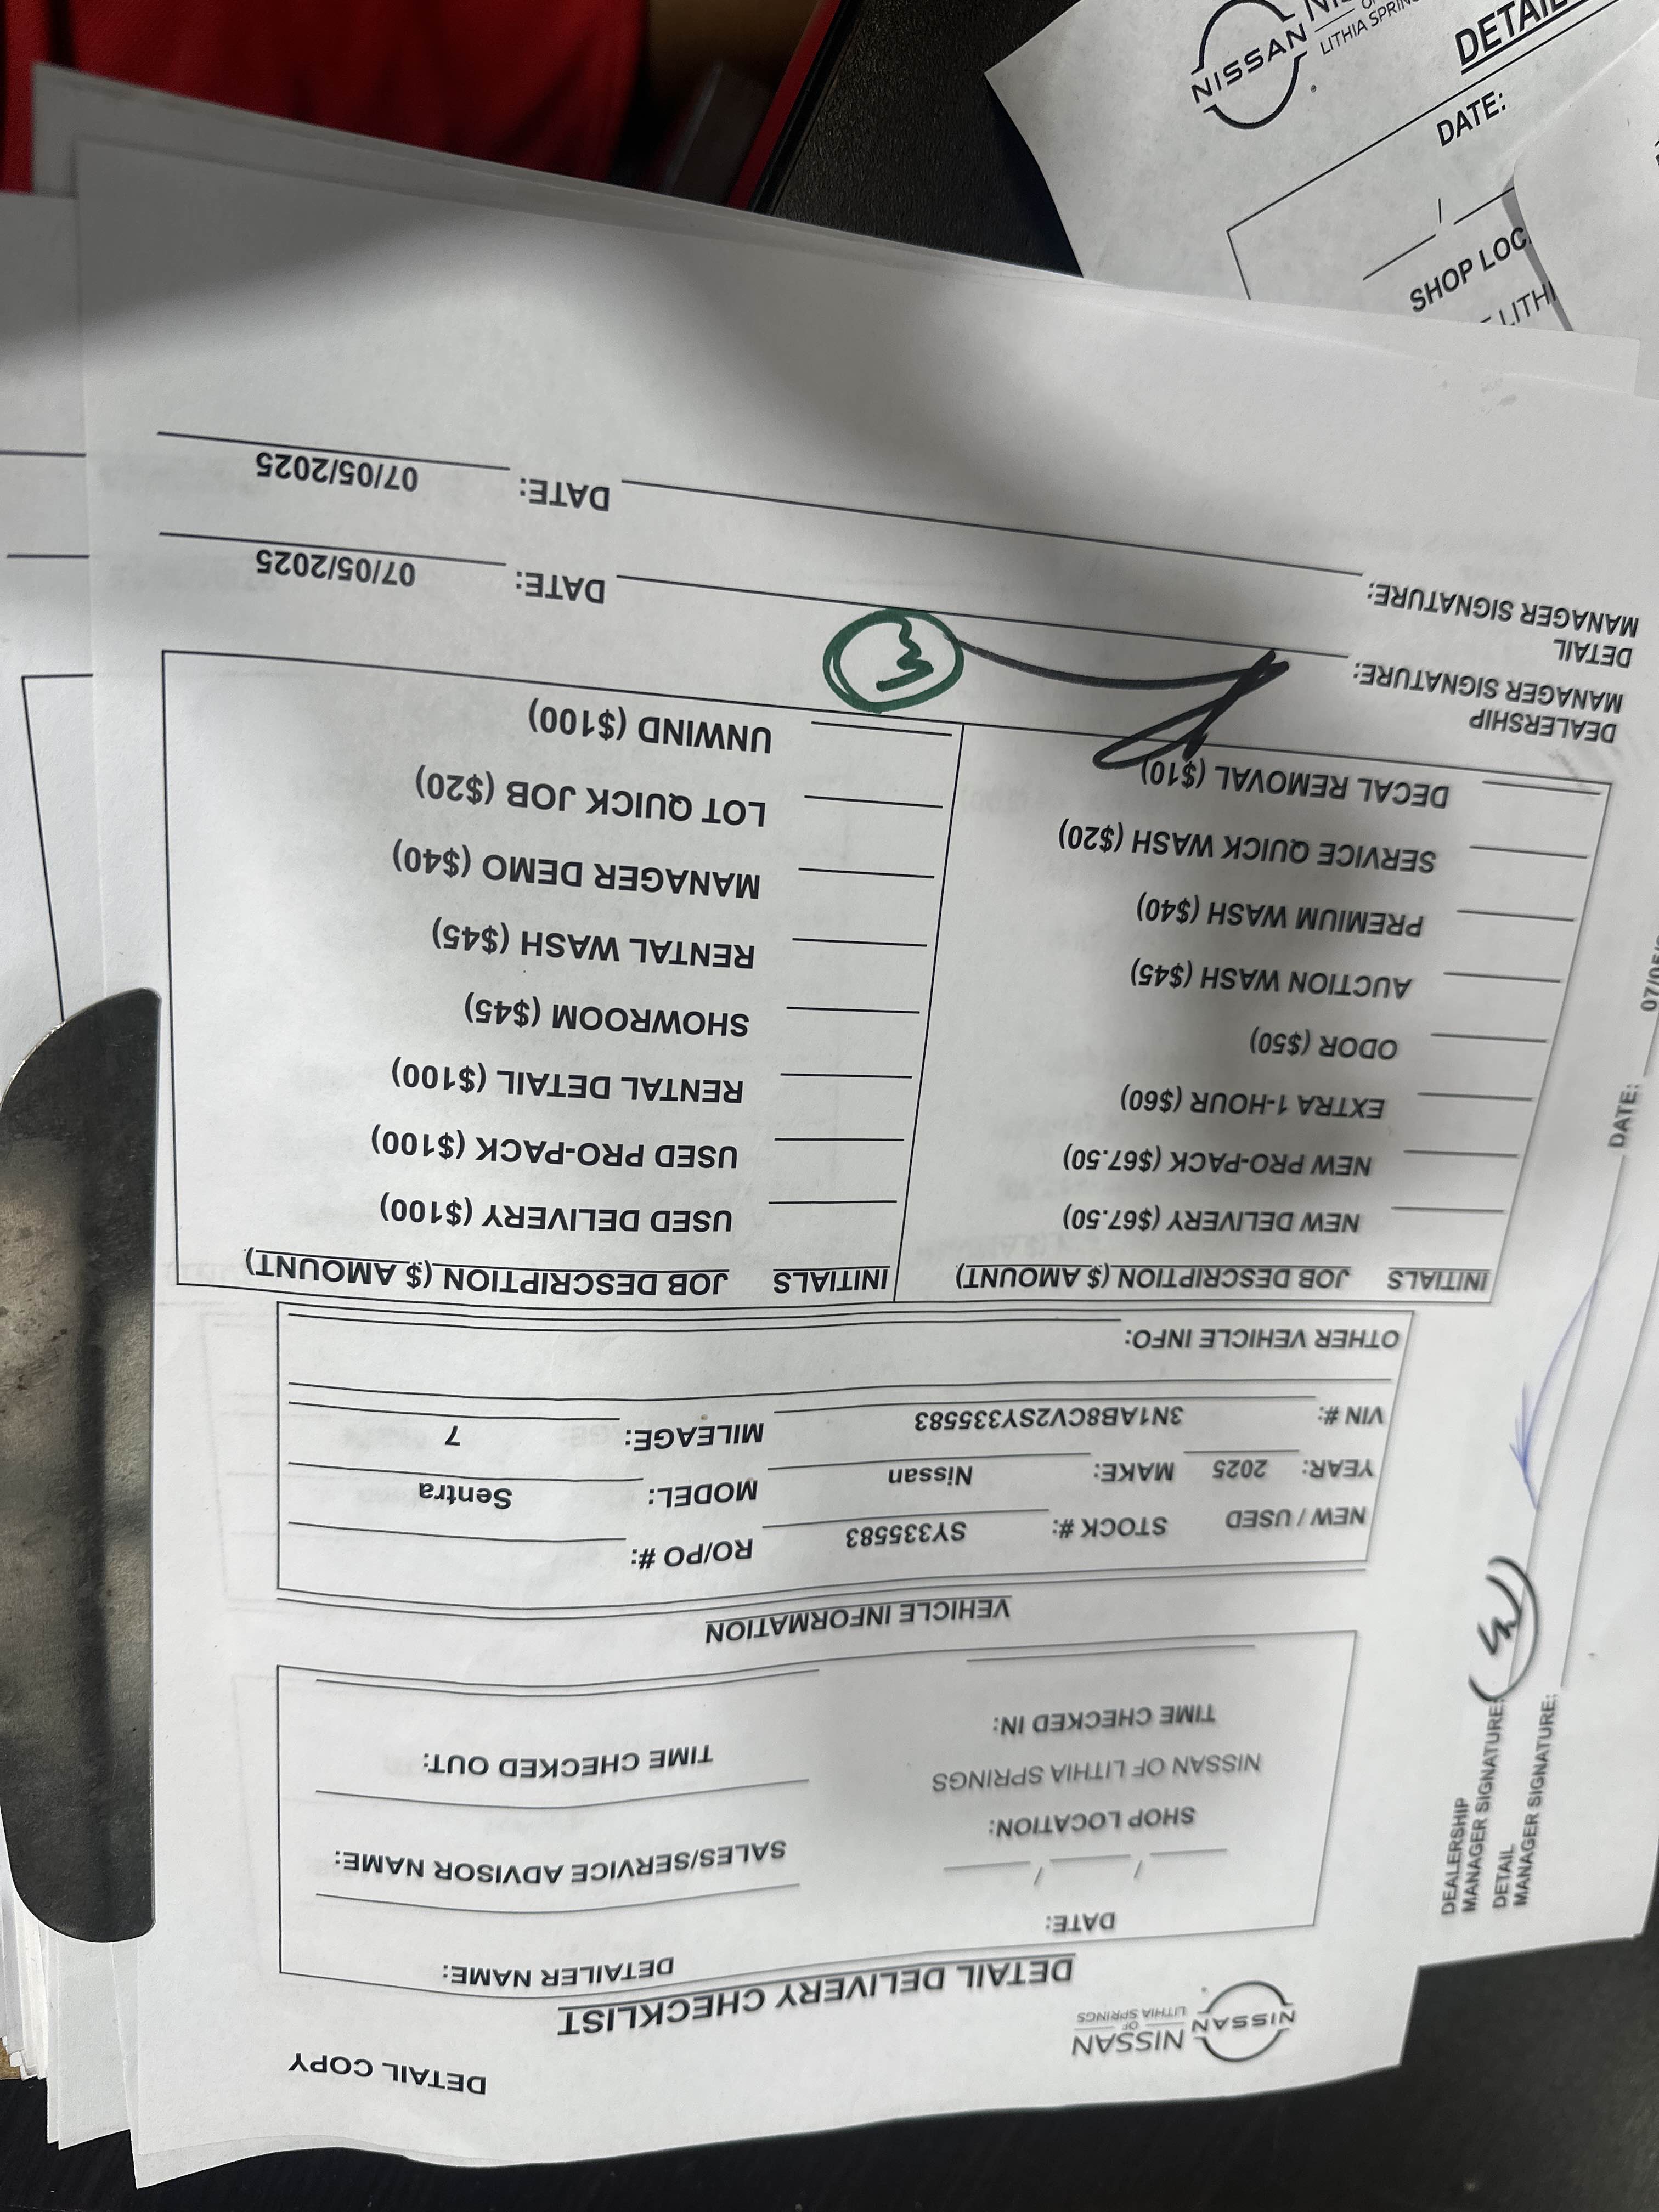 DETAIL COPY
NISSAN
NISSAN
OF
LITHIA SPRINGS
DETAIL DELIVERY CHECKLIST
DATE:
DETAILER NAME:
/ /
SHOP LOCATION:
SALES/SERVICE ADVISOR NAME:
NISSAN OF LITHIA SPRINGS
TIME CHECKED IN:
TIME CHECKED OUT:
VEHICLE INFORMATION
NEW / USED STOCK #: SY335583 RO/PO #:
YEAR: 2025 MAKE: Nissan MODEL: Sentra
VIN #: 3N1AB8CV2SY335583 MILEAGE: 7
OTHER VEHICLE INFO:
INITIALS JOB DESCRIPTION ($ AMOUNT) INITIALS JOB DESCRIPTION ($ AMOUNT)
NEW DELIVERY ($67.50) USED DELIVERY ($100)
NEW PRO-PACK ($67.50) USED PRO-PACK ($100)
EXTRA 1-HOUR ($60) RENTAL DETAIL ($100)
ODOR ($50) SHOWROOM ($45)
AUCTION WASH ($45) RENTAL WASH ($45)
PREMIUM WASH ($40) MANAGER DEMO ($40)
SERVICE QUICK WASH ($20) LOT QUICK JOB ($20)
DECAL REMOVAL ($10) UNWIND ($100)
3
DEALERSHIP
MANAGER SIGNATURE: DATE: 07/05/2025
DETAIL
MANAGER SIGNATURE: DATE: 07/05/2025
DEALERSHIP
MANAGER SIGNATURE: DATE:
DETAIL
MANAGER SIGNATURE:
NISSAN
LITHIA
DATE:
/
SHOP